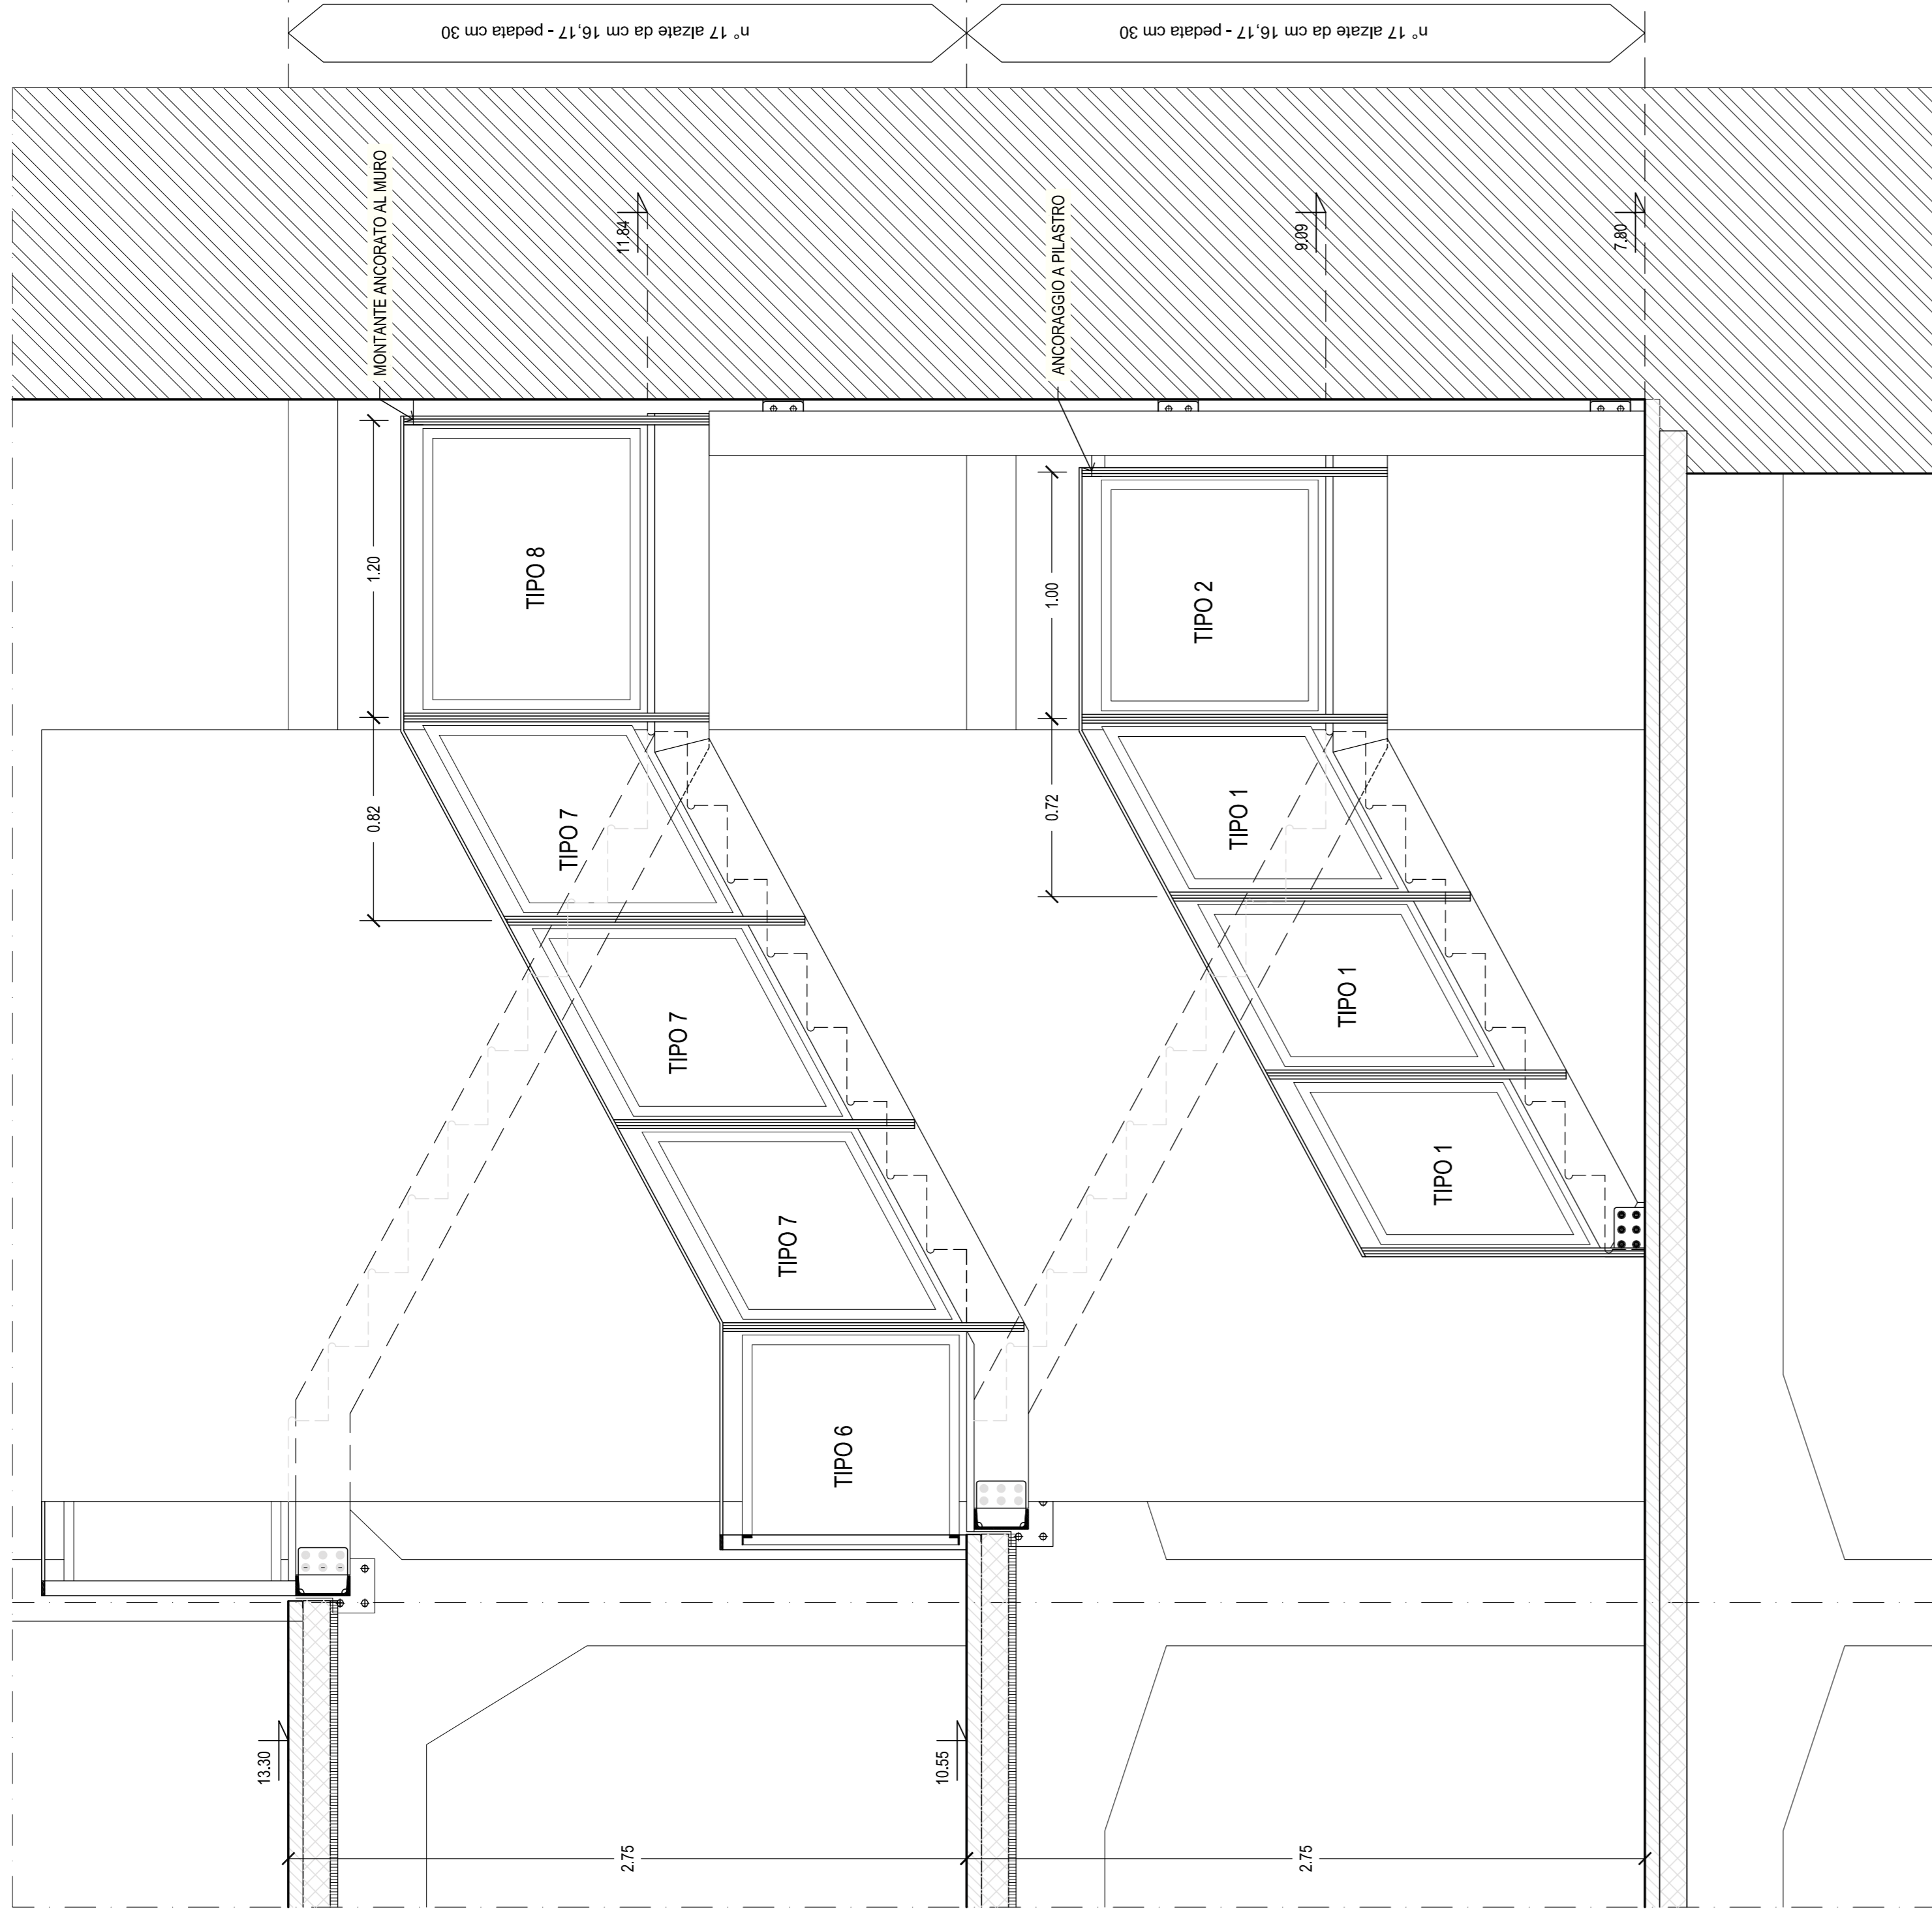 n° 17 alzate da cm 16,17 - pedata cm 30
n° 17 alzate da cm 16,17 - pedata cm 30
MONTANTE ANCORATO AL MURO
11.84
ANCORAGGIO A PILASTRO
9.09
7.80
1.20
TIPO 8
1.00
TIPO 2
0.82
TIPO 7
0.72
TIPO 1
TIPO 7
TIPO 1
TIPO 7
TIPO 1
TIPO 6
13.30
10.55
2.75
2.75